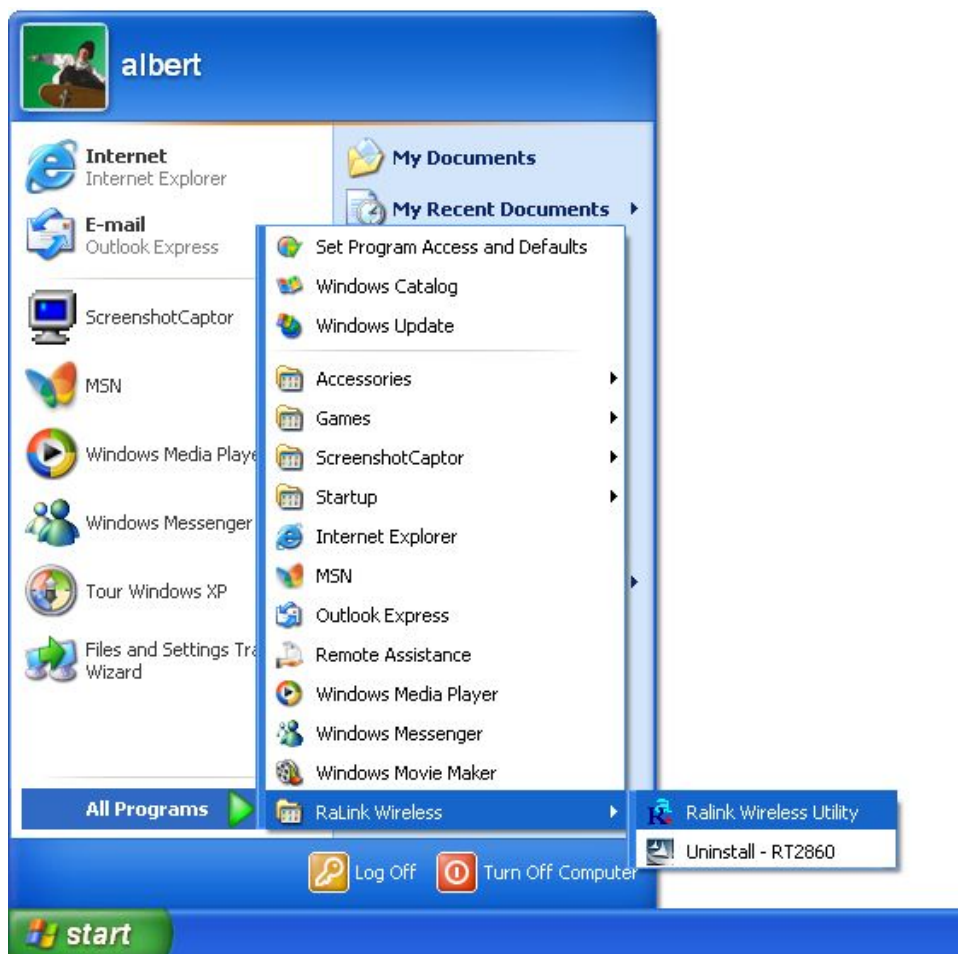 albert
Internet
Internet Explorer
E-mail
Outlook Express
ScreenshotCaptor
MSN
Windows Media Playe
Windows Messenger
Tour Windows XP
Files and Settings Tra
Wizard
All Programs
My Documents
My Recent Documents
Set Program Access and Defaults
Windows Catalog
Windows Update
Accessories
Games
ScreenshotCaptor
Startup
Internet Explorer
MSN
Outlook Express
Remote Assistance
Windows Media Player
Windows Messenger
Windows Movie Maker
RaLink Wireless
Ralink Wireless Utility
Uninstall - RT2860
Log Off
Turn Off Computer
start